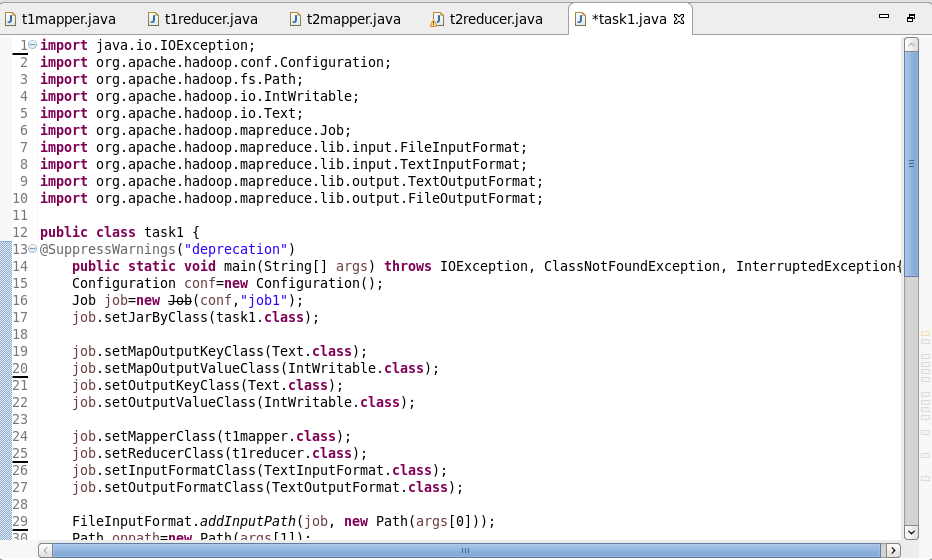 t1mapper.java t1reducer.java t2mapper.java t2reducer.java *task1.java
1 import java.io.IOException;
2 import org.apache.hadoop.conf.Configuration;
3 import org.apache.hadoop.fs.Path;
4 import org.apache.hadoop.io.IntWritable;
5 import org.apache.hadoop.io.Text;
6 import org.apache.hadoop.mapreduce.Job;
7 import org.apache.hadoop.mapreduce.lib.input.FileInputFormat;
8 import org.apache.hadoop.mapreduce.lib.input.TextInputFormat;
9 import org.apache.hadoop.mapreduce.lib.output.TextOutputFormat;
10 import org.apache.hadoop.mapreduce.lib.output.FileOutputFormat;
11
12 public class task1 {
13 @SuppressWarnings("deprecation")
14 public static void main(String[] args) throws IOException, ClassNotFoundException, InterruptedException{
15 Configuration conf=new Configuration();
16 Job job=new Job(conf,"job1");
17 job.setJarByClass(task1.class);
18
19 job.setMapOutputKeyClass(Text.class);
20 job.setMapOutputValueClass(IntWritable.class);
21 job.setOutputKeyClass(Text.class);
22 job.setOutputValueClass(IntWritable.class);
23
24 job.setMapperClass(t1mapper.class);
25 job.setReducerClass(t1reducer.class);
26 job.setInputFormatClass(TextInputFormat.class);
27 job.setOutputFormatClass(TextOutputFormat.class);
28
29 FileInputFormat.addInputPath(job, new Path(args[0]));
30 Path oppath=new Path(args[1]);